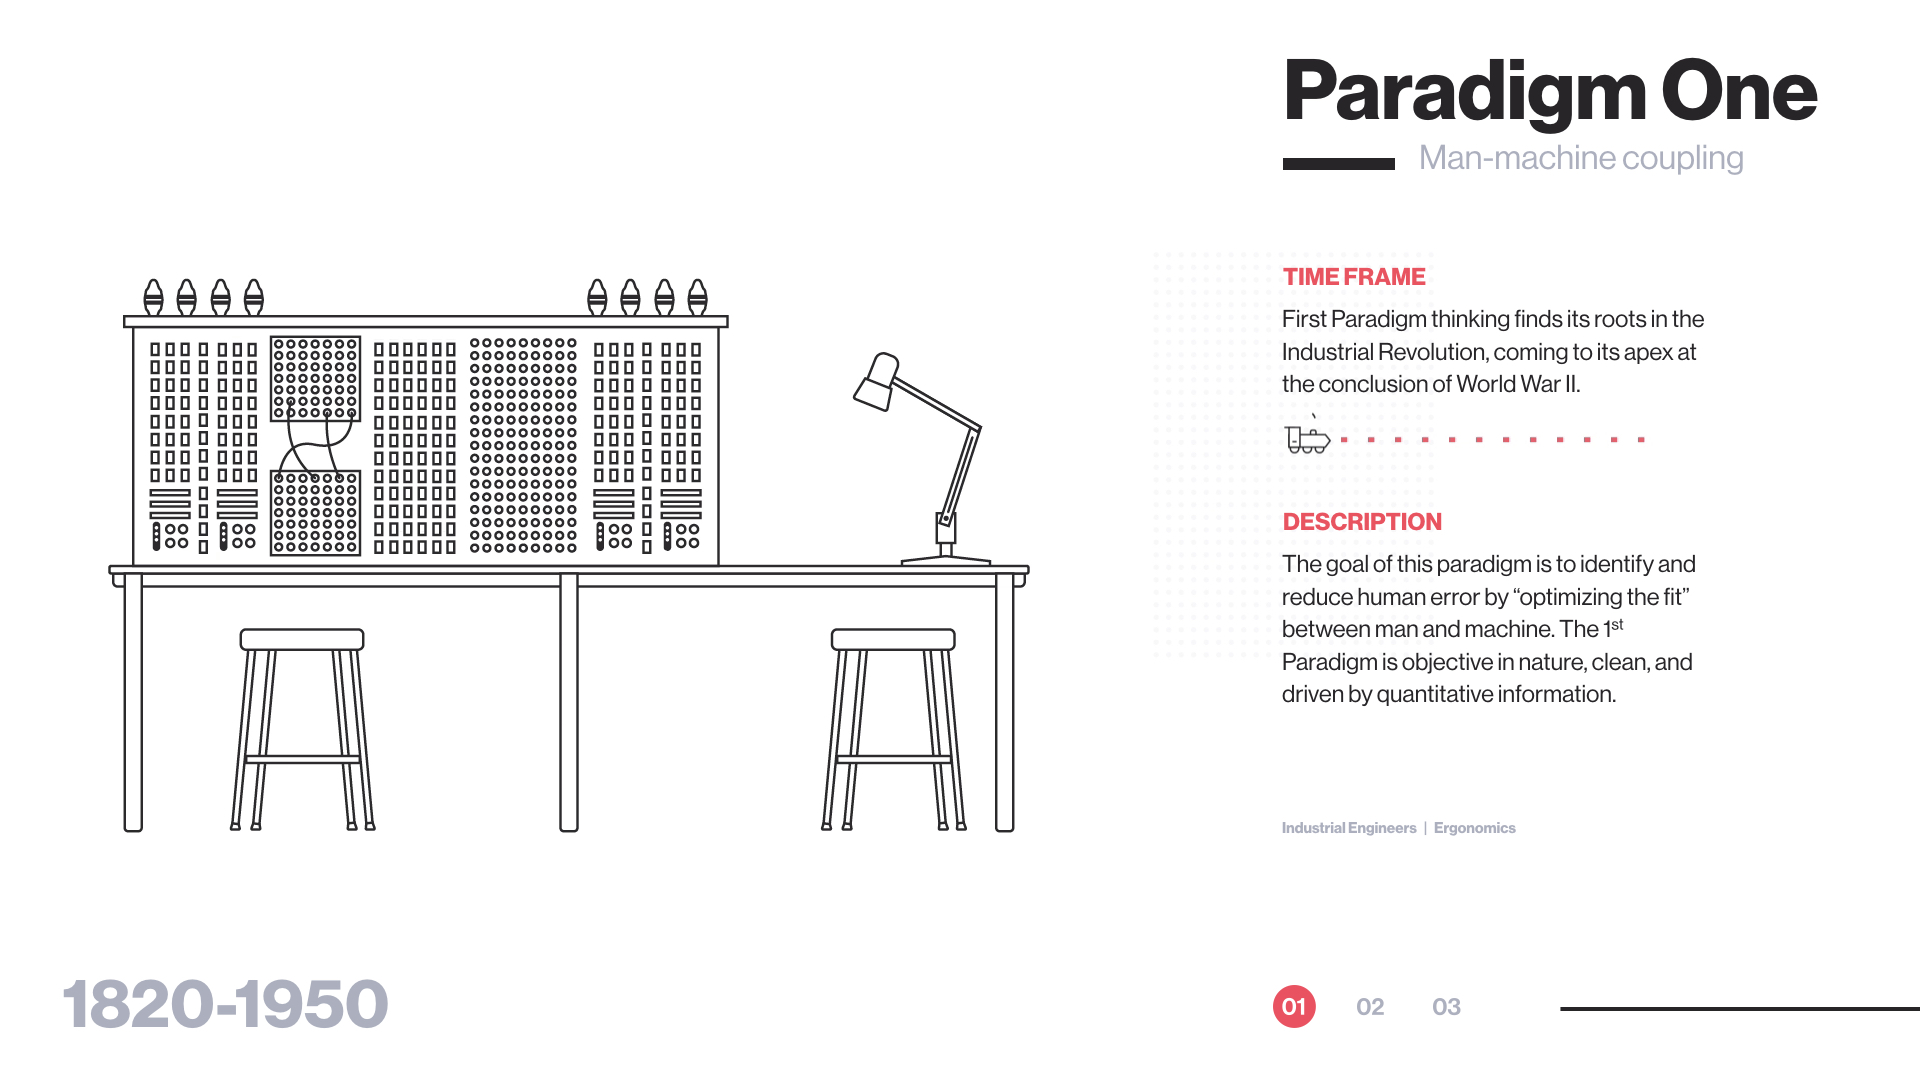 Paradigm One
Man-machine coupling
TIME FRAME
First Paradigm thinking finds its roots in the
Industrial Revolution, coming to its apex at
the conclusion of World War II.
DESCRIPTION
The goal of this paradigm is to identify and
reduce human error by “optimizing the fit”
between man and machine. The 1st
Paradigm is objective in nature, clean, and
driven by quantitative information.
Industrial Engineers | Ergonomics
1820-1950
01 02 03